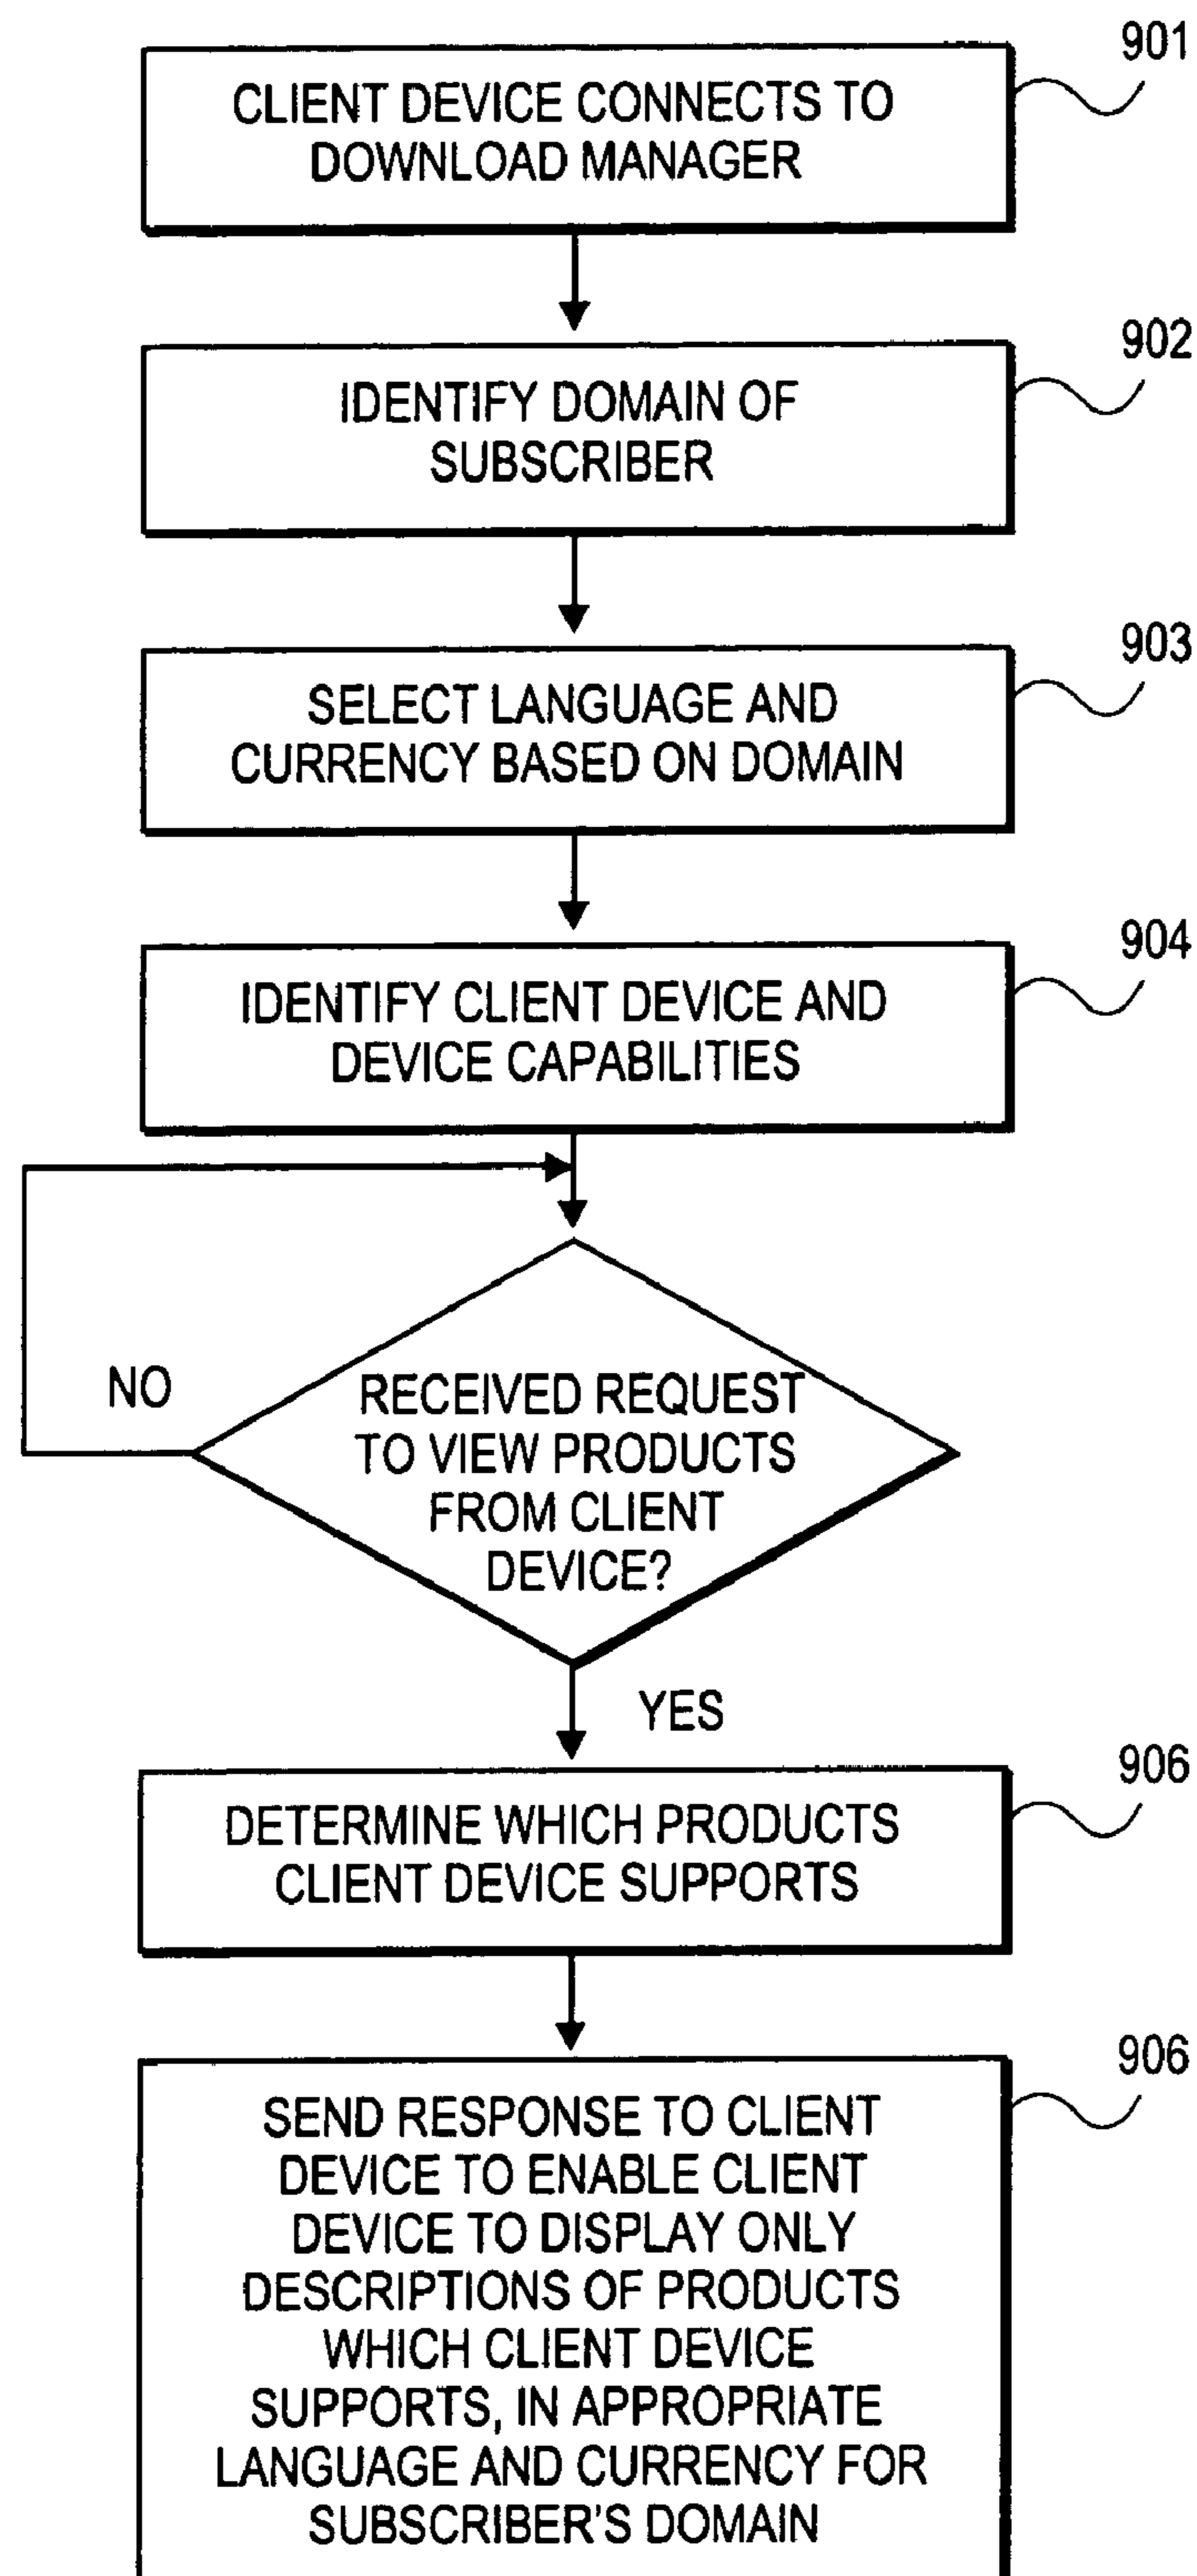 901
CLIENT DEVICE CONNECTS TO
DOWNLOAD MANAGER
902
IDENTIFY DOMAIN OF
SUBSCRIBER
903
SELECT LANGUAGE AND
CURRENCY BASED ON DOMAIN
904
IDENTIFY CLIENT DEVICE AND
DEVICE CAPABILITIES
NO
RECEIVED REQUEST
TO VIEW PRODUCTS
FROM CLIENT
DEVICE?
YES
906
DETERMINE WHICH PRODUCTS
CLIENT DEVICE SUPPORTS
906
SEND RESPONSE TO CLIENT
DEVICE TO ENABLE CLIENT
DEVICE TO DISPLAY ONLY
DESCRIPTIONS OF PRODUCTS
WHICH CLIENT DEVICE
SUPPORTS, IN APPROPRIATE
LANGUAGE AND CURRENCY FOR
SUBSCRIBER'S DOMAIN